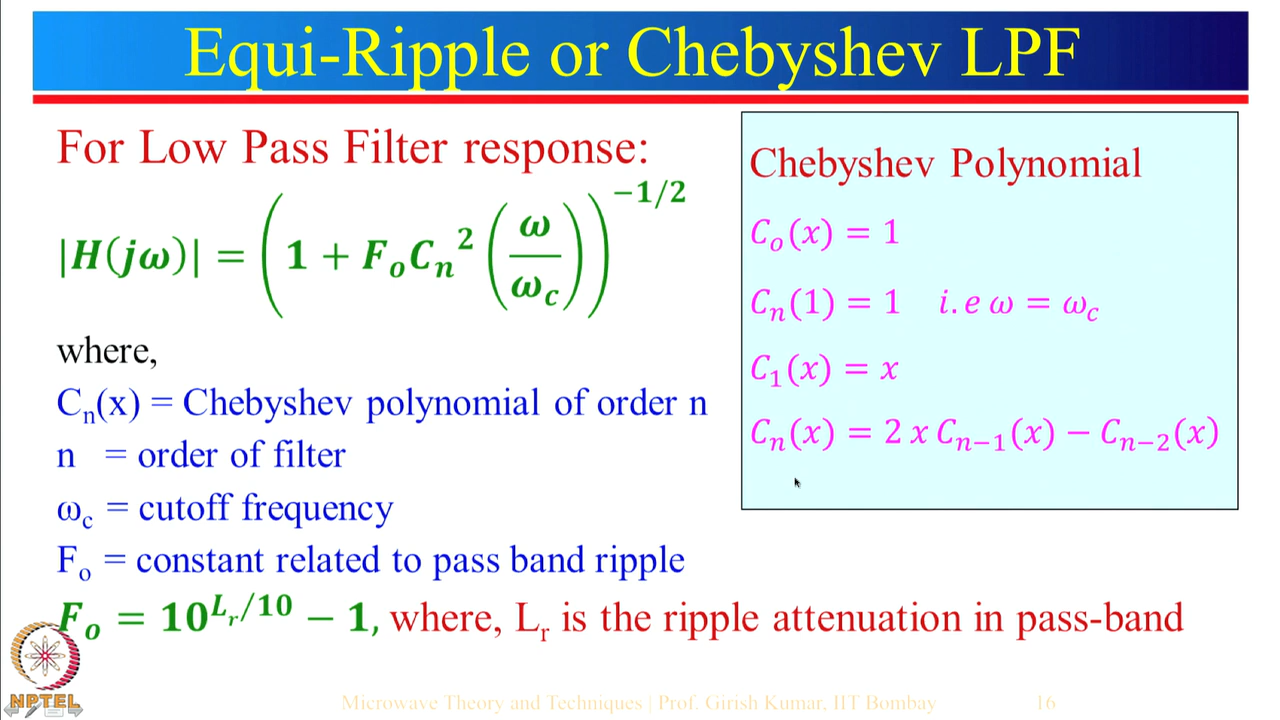 Equi-Ripple or Chebyshev LPF
For Low Pass Filter response:
|H(jω)| = (1 + FₒCₙ²(ω/ω_c))^(−1/2)
where,
Cₙ(x) = Chebyshev polynomial of order n
n = order of filter
ω_c = cutoff frequency
Fₒ = constant related to pass band ripple
Fₒ = 10^(Lᵣ/10) − 1, where, Lᵣ is the ripple attenuation in pass-band
Chebyshev Polynomial
Cₒ(x) = 1
Cₙ(1) = 1 i.e ω = ω_c
C₁(x) = x
Cₙ(x) = 2 x Cₙ₋₁(x) − Cₙ₋₂(x)
NPTEL
Microwave Theory and Techniques | Prof. Girish Kumar, IIT Bombay
16